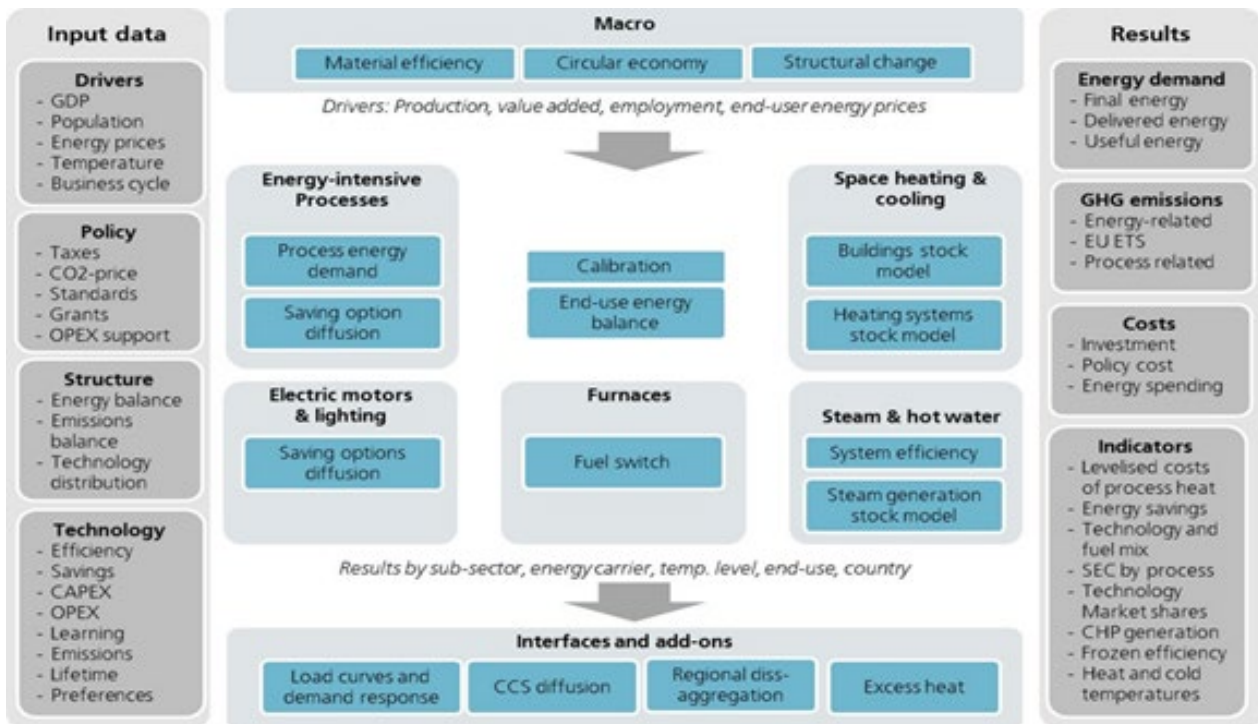 Input data
Drivers
- GDP
- Population
- Energy prices
- Temperature
- Business cycle
Policy
- Taxes
- CO2-price
- Standards
- Grants
- OPEX support
Structure
- Energy balance
- Emissions
balance
- Technology
distribution
Technology
- Efficiency
- Savings
- CAPEX
- OPEX
- Learning
- Emissions
- Lifetime
- Preferences
Macro
Material efficiency
Circular economy
Structural change
Drivers: Production, value added, employment, end-user energy prices
Energy-intensive
Processes
Process energy
demand
Saving option
diffusion
Calibration
End-use energy
balance
Space heating &
cooling
Buildings stock
model
Heating systems
stock model
Electric motors
& lighting
Saving options
diffusion
Furnaces
Fuel switch
Steam & hot water
System efficiency
Steam generation
stock model
Results by sub-sector, energy carrier, temp. level, end-use, country
Interfaces and add-ons
Load curves and
demand response
CCS diffusion
Regional diss-
aggregation
Excess heat
Results
Energy demand
- Final energy
- Delivered energy
- Useful energy
GHG emissions
- Energy-related
- EU ETS
- Process related
Costs
- Investment
- Policy cost
- Energy spending
Indicators
- Levelised costs
of process heat
- Energy savings
- Technology and
fuel mix
- SEC by process
- Technology
Market shares
- CHP generation
- Frozen efficiency
- Heat and cold
temperatures